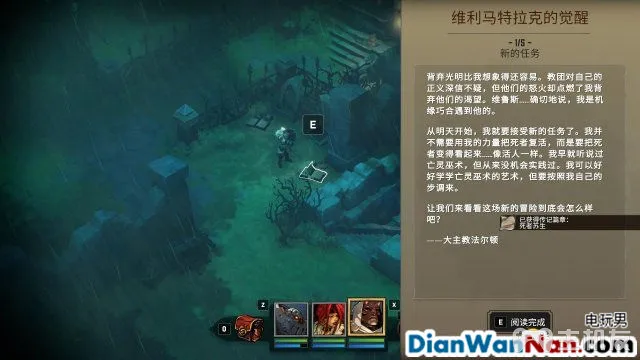 维利马特拉克的觉醒
- 1/5 -
新的任务
背弃光明比我想象得还容易。教团对自己的
正义深信不疑，但他们的怒火却点燃了我背
弃他们的渴望。维鲁斯……确切地说，我是机
缘巧合遇到他的。
从明天开始，我就要接受新的任务了。我并
不需要用我的力量把死者复活，而是要把死
者变得看起来……像活人一样。我早就听说过
亡灵巫术，但从来没机会实践过。我可以好
好学学亡灵巫术的艺术，但要按照我自己的
步调来。
让我们来看看这场新的冒险到底会怎么样
吧？
已获得传记篇章：
死者苏生
——大主教法尔顿
E
Z
X
0
E 阅读完成
电玩男
DianWanNan.com